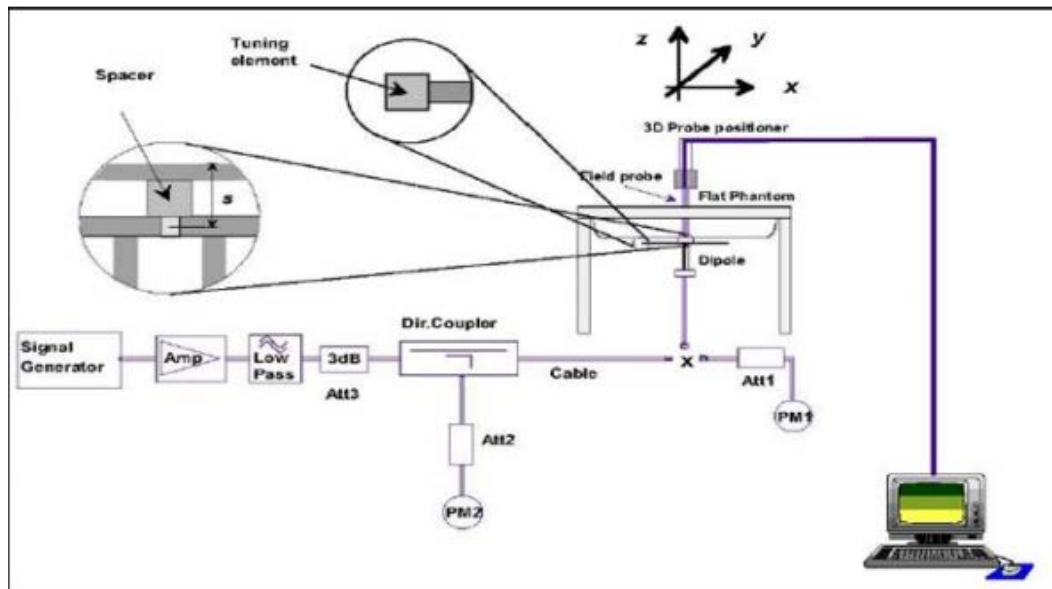 Tuning
element
Spacer
s
z
y
x
3D Probe positioner
Field probe
Flat Phantom
Dipole
Signal
Generator
Amp
Low
Pass
3dB
Att3
Dir.Coupler
Cable
x
Att1
PM1
Att2
PM2